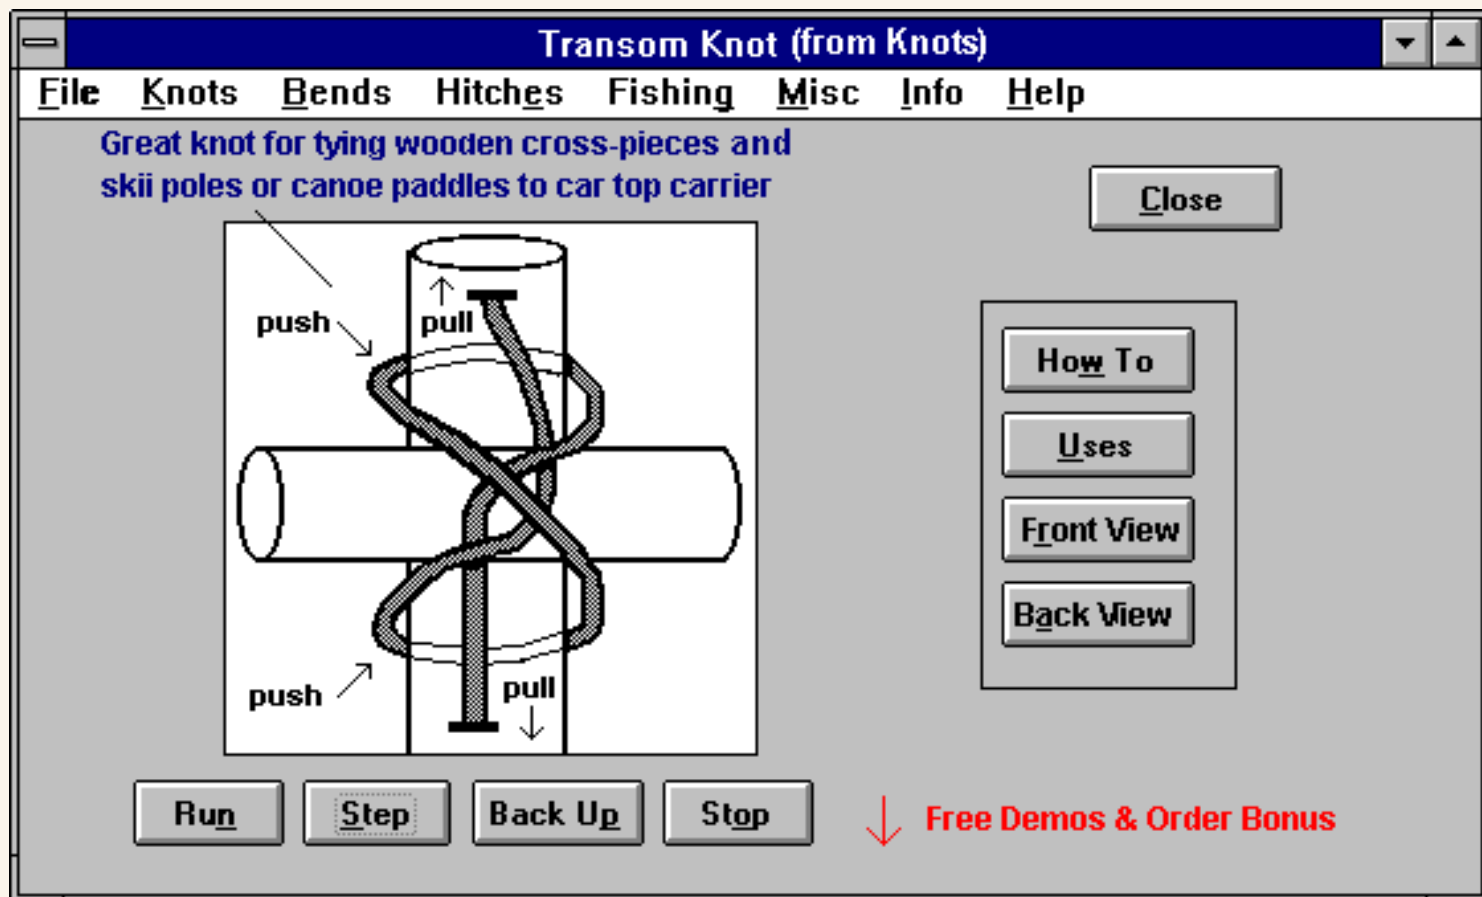 Transom Knot (from Knots)
File Knots Bends Hitches Fishing Misc Info Help
Great knot for tying wooden cross-pieces and
skii poles or canoe paddles to car top carrier
Close
push
pull
How To
Uses
Front View
Back View
push
pull
Run Step Back Up Stop
Free Demos & Order Bonus